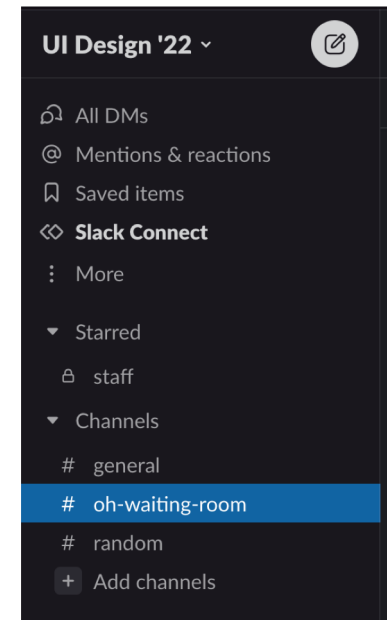 UI Design '22
All DMs
@ Mentions & reactions
Saved items
Slack Connect
More
Starred
staff
Channels
# general
# oh-waiting-room
# random
+ Add channels